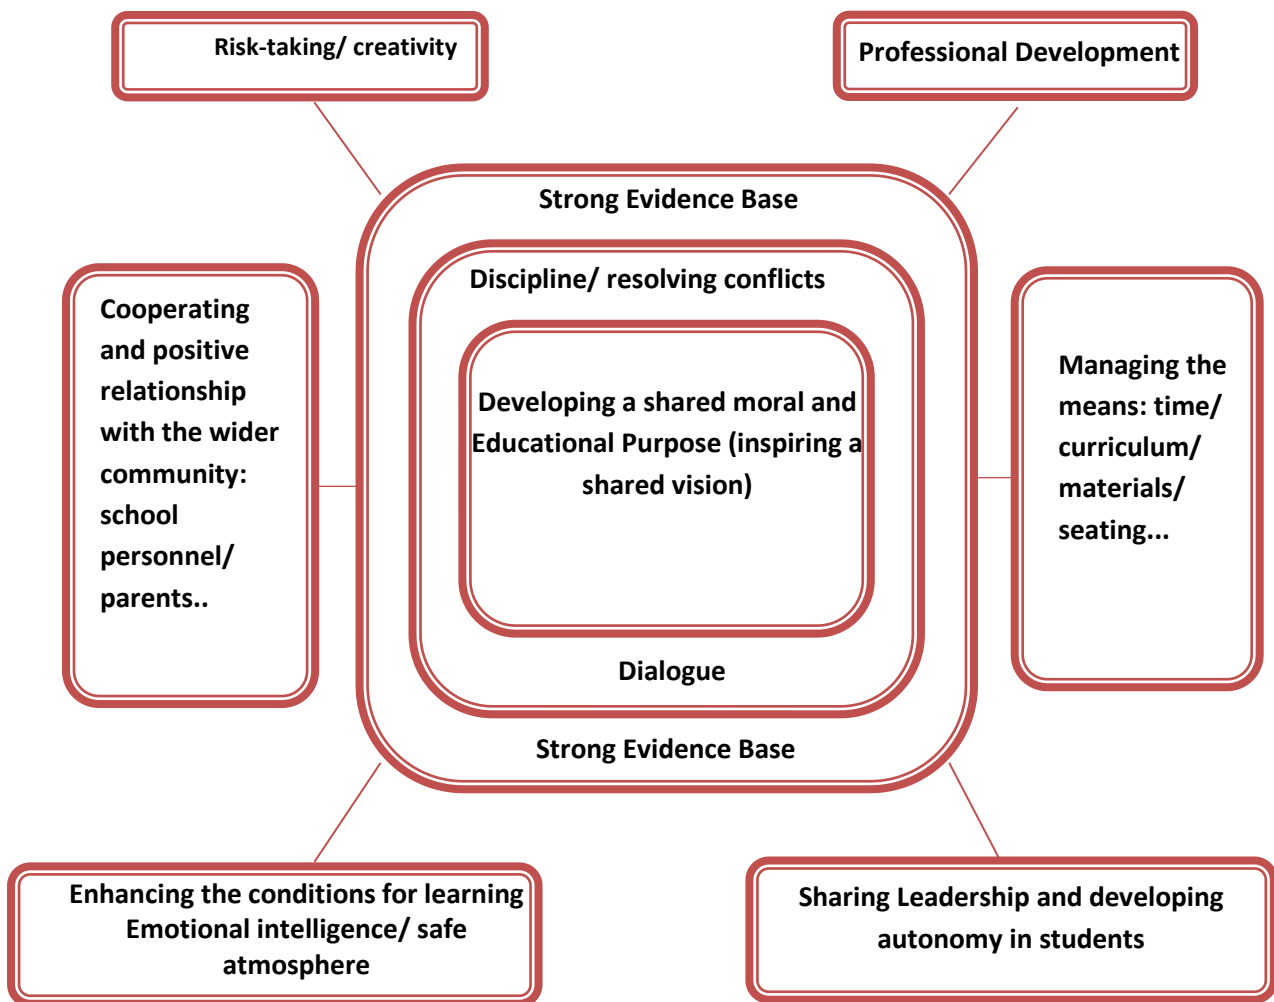 Risk-taking/ creativity
Professional Development
Strong Evidence Base
Discipline/ resolving conflicts
Cooperating
and positive
relationship
with the wider
community:
school
personnel/
parents..
Developing a shared moral and
Educational Purpose (inspiring a
shared vision)
Managing the
means: time/
curriculum/
materials/
seating...
Dialogue
Strong Evidence Base
Enhancing the conditions for learning
Emotional intelligence/ safe
atmosphere
Sharing Leadership and developing
autonomy in students